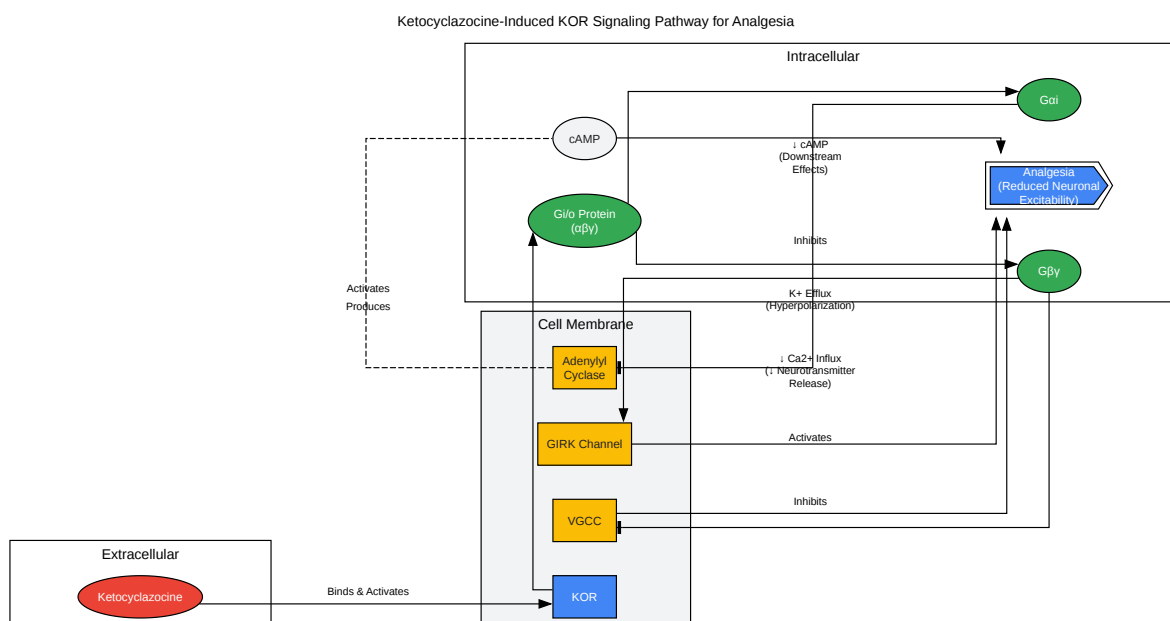 Ketocyclazocine-Induced KOR Signaling Pathway for Analgesia
Intracellular
Gαi
cAMP
↓ cAMP
(Downstream
Effects)
Analgesia
(Reduced Neuronal
Excitability)
Gi/o Protein
(αβγ)
Inhibits
Gβγ
Activates
Produces
K+ Efflux
(Hyperpolarization)
Cell Membrane
Adenylyl
Cyclase
↓ Ca2+ Influx
(↓ Neurotransmitter
Release)
GIRK Channel
Activates
VGCC
Inhibits
Extracellular
Ketocyclazocine
Binds & Activates
KOR